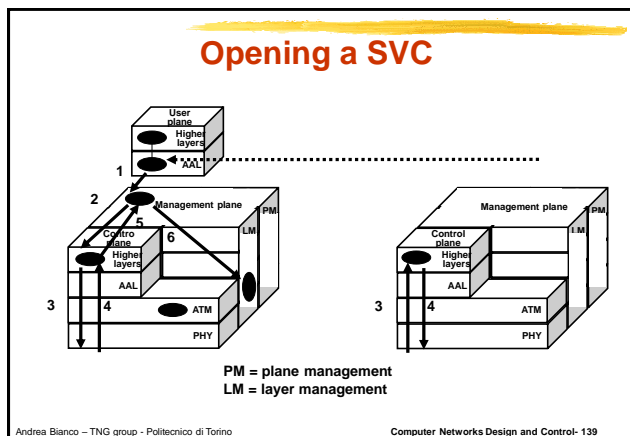 Opening a SVC
User
plane
Higher
layers
AAL
1
2
Management plane
PM
5
LM
Contro
plane
6
Higher
layers
AAL
3
4
ATM
PHY
Management plane
PM
LM
Control
plane
Higher
layers
AAL
3
4
ATM
PHY
PM = plane management
LM = layer management
Andrea Bianco – TNG group - Politecnico di Torino
Computer Networks Design and Control- 139